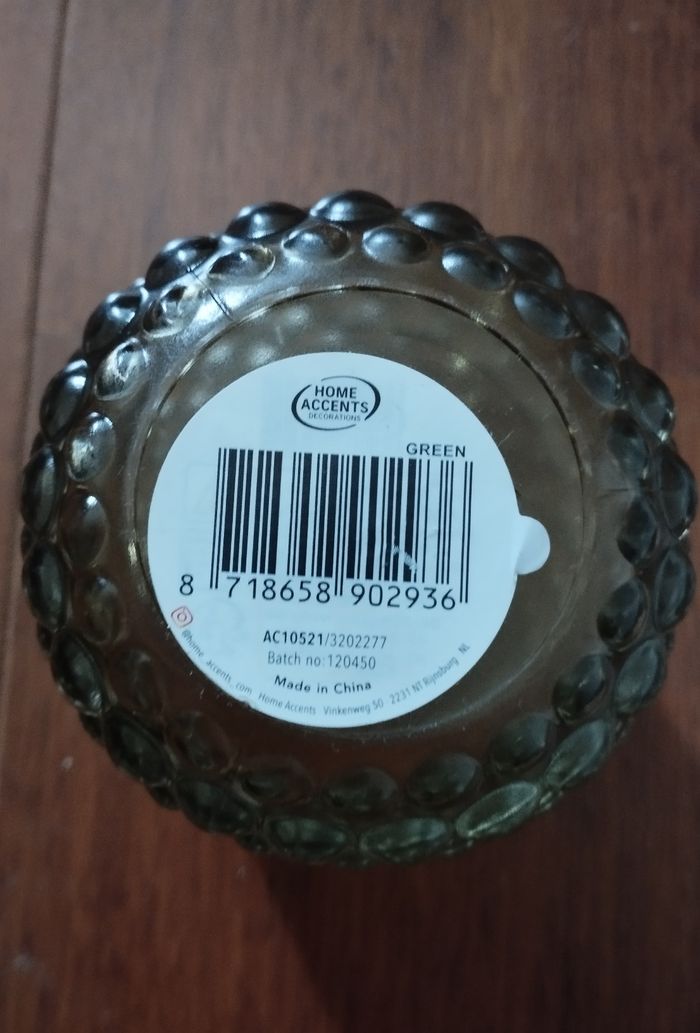 HOME
ACCENTS
DECORATIONS
GREEN
8 718658 902936
AC10521/3202277
Batch no:120450
Made in China
@home_accents_com Home Accents Vinkenweg 50 2231 NT Rijnsburg NL